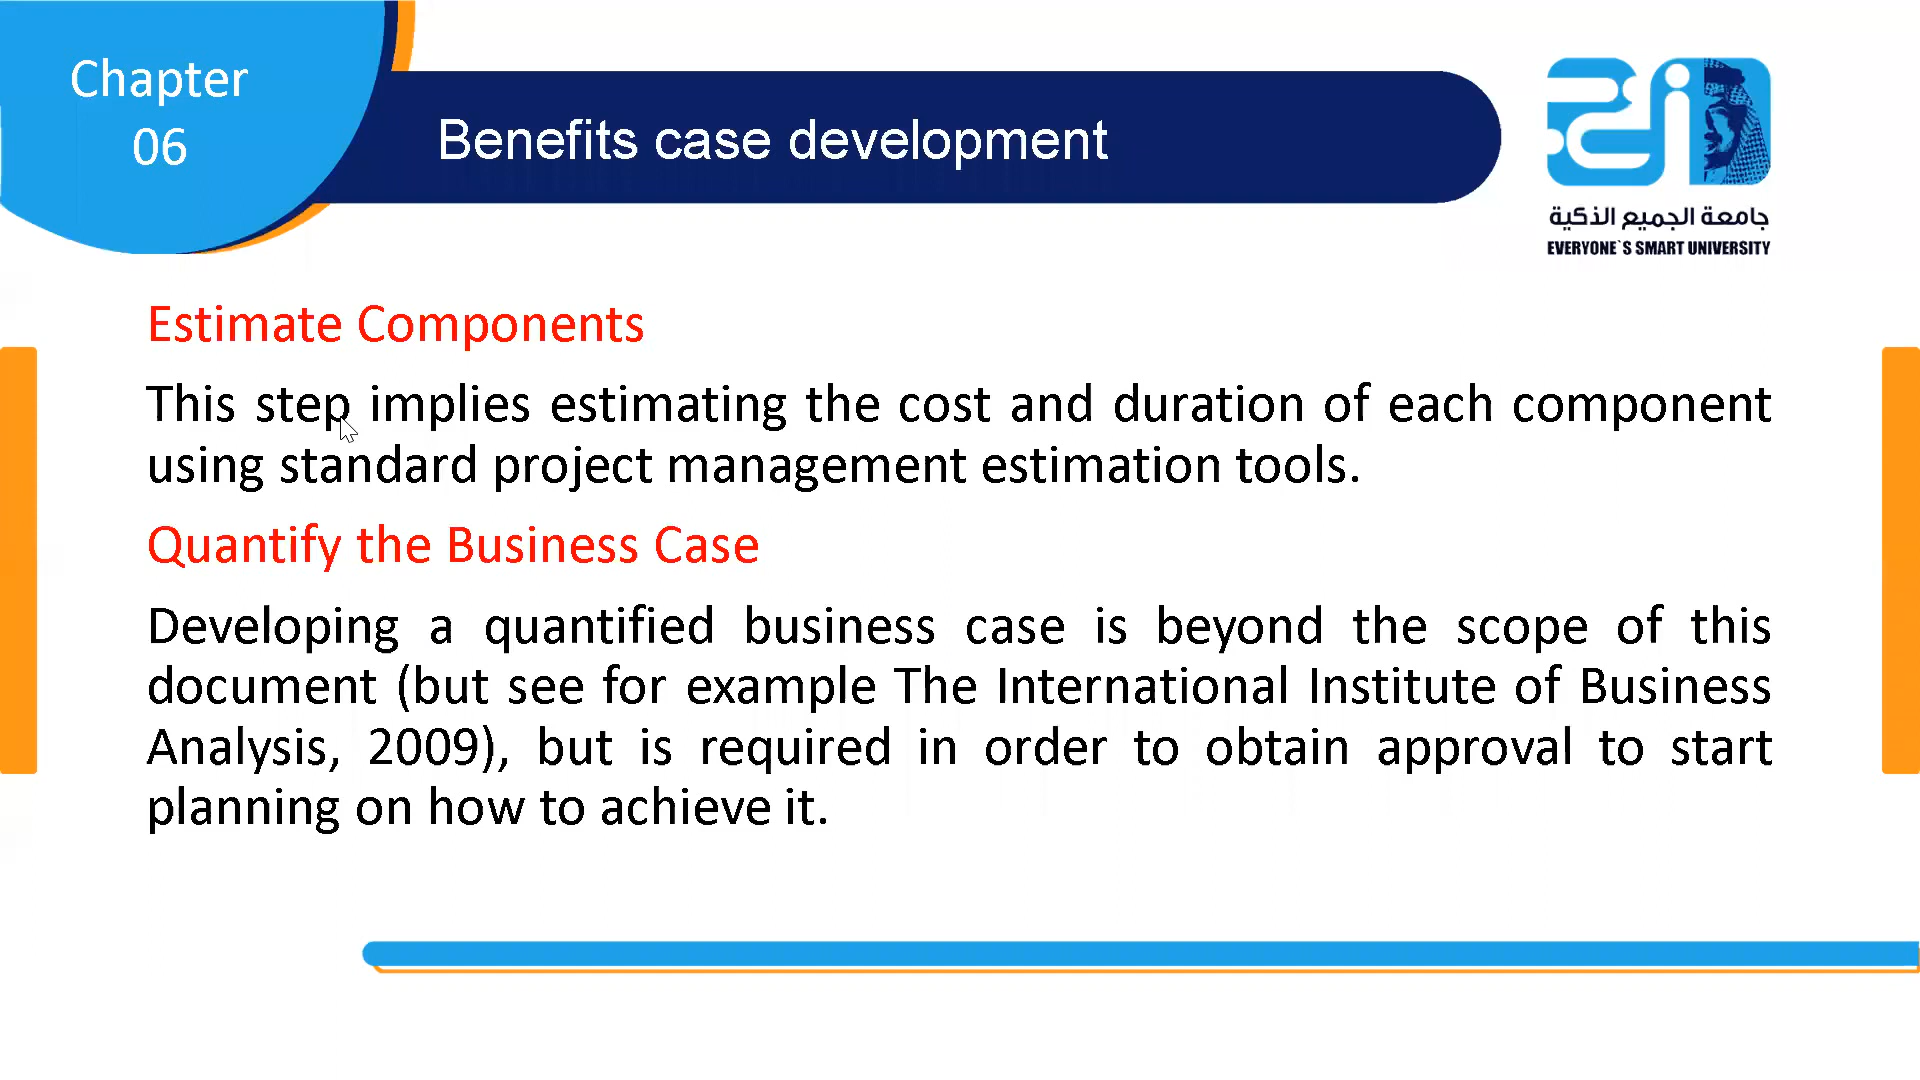 Chapter
06
Benefits case development
جامعة الجميع الذكية
EVERYONE`S SMART UNIVERSITY
Estimate Components
This step implies estimating the cost and duration of each component
using standard project management estimation tools.
Quantify the Business Case
Developing a quantified business case is beyond the scope of this
document (but see for example The International Institute of Business
Analysis, 2009), but is required in order to obtain approval to start
planning on how to achieve it.